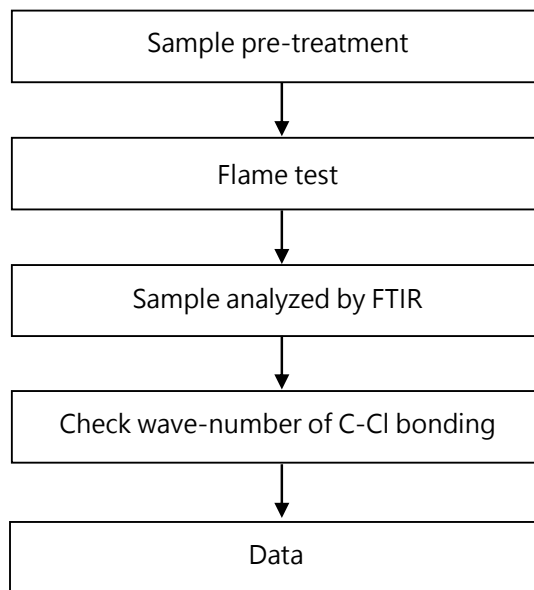 Sample pre-treatment
Flame test
Sample analyzed by FTIR
Check wave-number of C-Cl bonding
Data